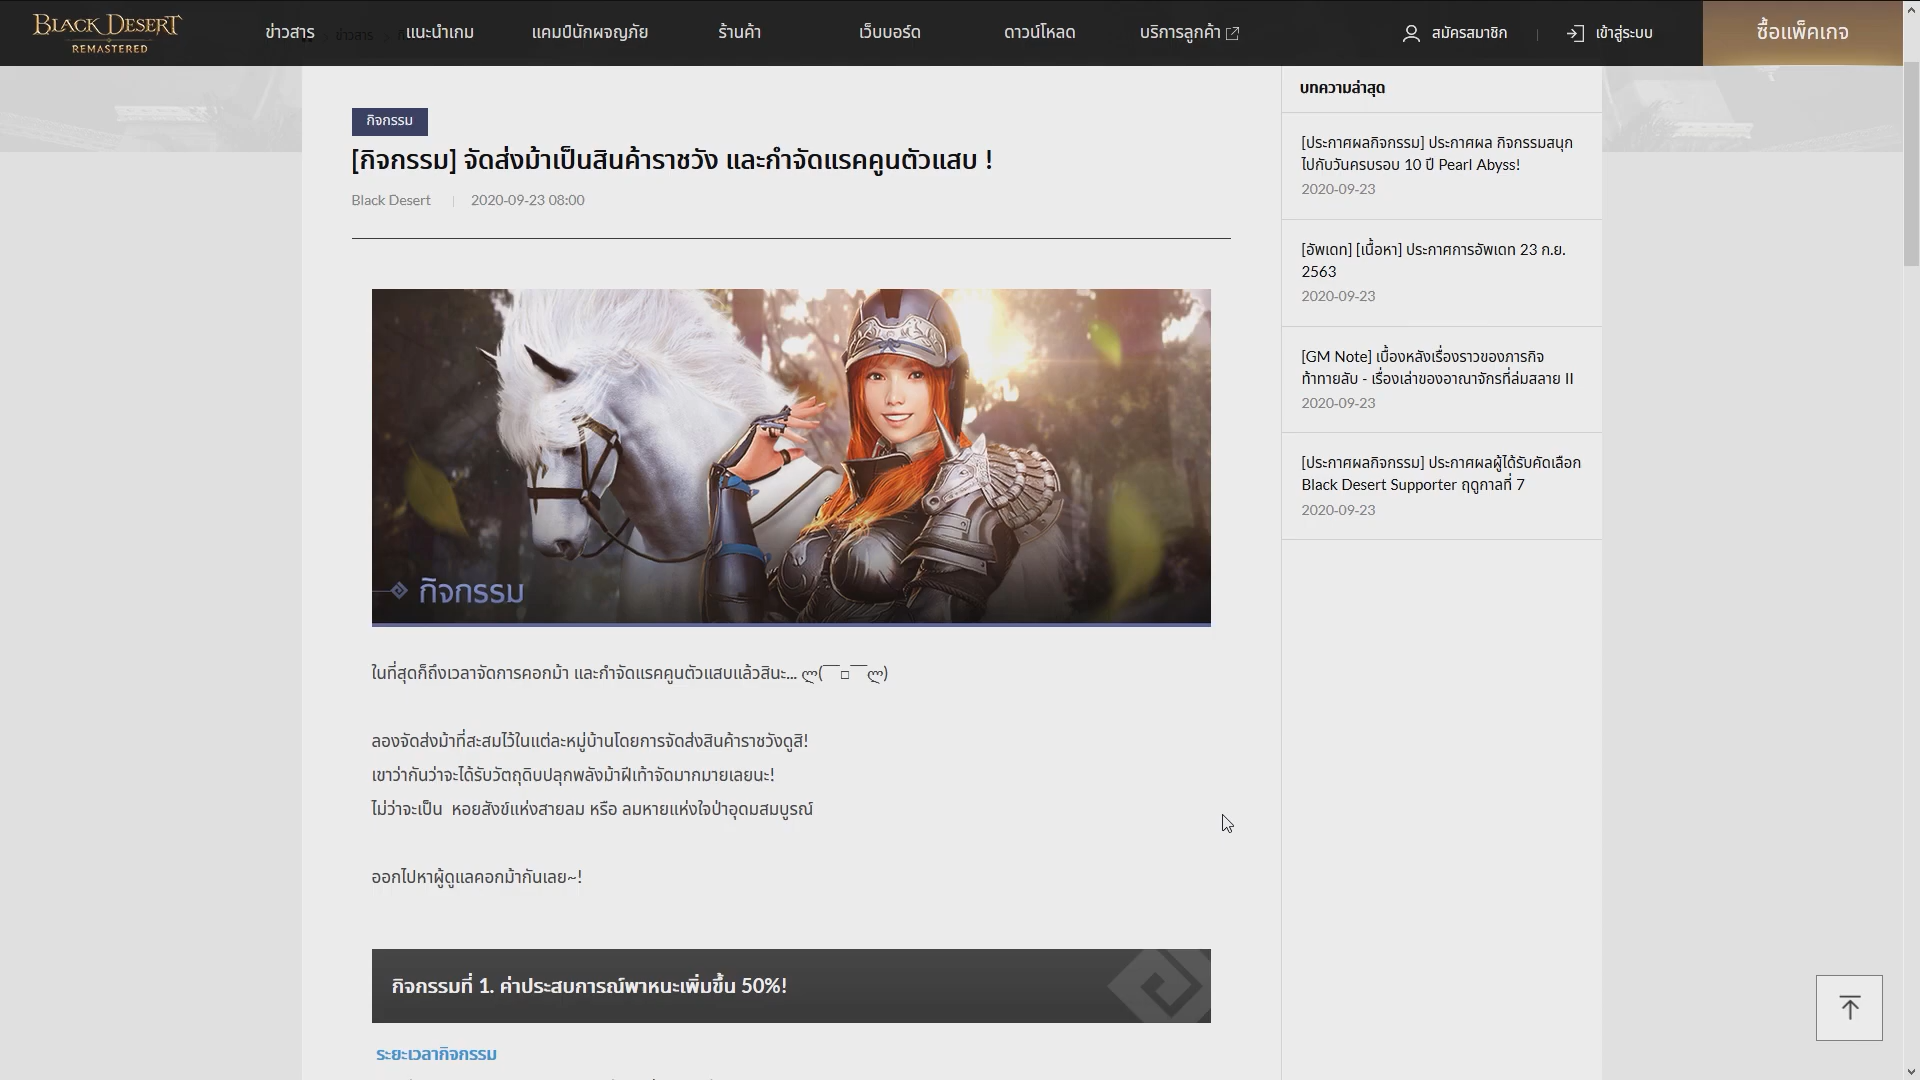 BLACK DESERT
REMASTERED
ข่าวสาร
แนะนำเกม
แคมป์นักผจญภัย
ร้านค้า
เว็บบอร์ด
ดาวน์โหลด
บริการลูกค้า
สมัครสมาชิก
เข้าสู่ระบบ
ซื้อแพ็คเกจ
กิจกรรม
[กิจกรรม] จัดส่งม้าเป็นสินค้าราชวัง และกำจัดแรคคูนตัวแสบ !
Black Desert
2020-09-23 08:00
กิจกรรม
ในที่สุดก็ถึงเวลาจัดการคอกม้า และกำจัดแรคคูนตัวแสบแล้วสินะ... ლ(￣□￣ლ)
ลองจัดส่งม้าที่สะสมไว้ในแต่ละหมู่บ้านโดยการจัดส่งสินค้าราชวังดูสิ!
เขาว่ากันว่าจะได้รับวัตถุดิบปลุกพลังม้าฝีเท้าจัดมากมายเลยนะ!
ไม่ว่าจะเป็น  หอยสังข์แห่งสายลม หรือ ลมหายแห่งใจป่าอุดมสมบูรณ์
ออกไปหาผู้ดูแลคอกม้ากันเลย~!
กิจกรรมที่ 1. ค่าประสบการณ์พาหนะเพิ่มขึ้น 50%!
ระยะเวลากิจกรรม
บทความล่าสุด
[ประกาศผลกิจกรรม] ประกาศผล กิจกรรมสนุก
ไปกับวันครบรอบ 10 ปี Pearl Abyss!
2020-09-23
[อัพเดท] [เนื้อหา] ประกาศการอัพเดท 23 ก.ย.
2563
2020-09-23
[GM Note] เบื้องหลังเรื่องราวของภารกิจ
ท้าทายลับ - เรื่องเล่าของอาณาจักรที่ล่มสลาย II
2020-09-23
[ประกาศผลกิจกรรม] ประกาศผลผู้ได้รับคัดเลือก
Black Desert Supporter ฤดูกาลที่ 7
2020-09-23